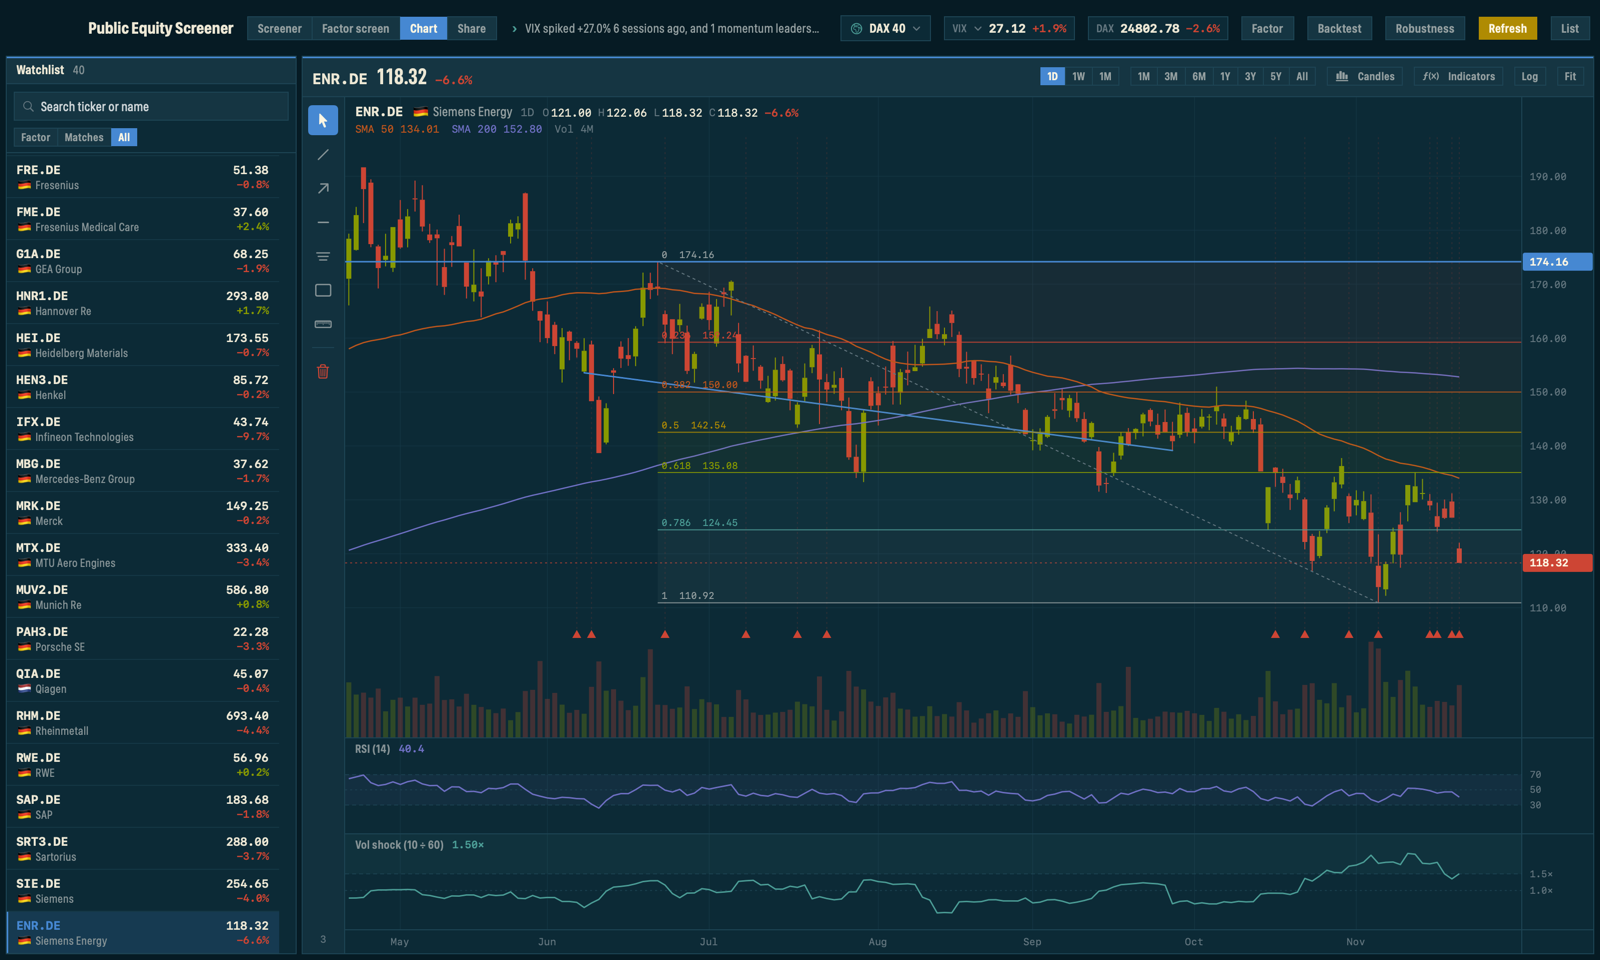 Public Equity Screener
Screener Factor screen Chart Share
› VIX spiked +27.0% 6 sessions ago, and 1 momentum leaders...
DAX 40
VIX 27.12 +1.9%
DAX 24802.78 −2.6%
Factor Backtest Robustness Refresh List
Watchlist 40
Search ticker or name
Factor Matches All
FRE.DE 51.38
Fresenius −0.8%
FME.DE 37.60
Fresenius Medical Care +2.4%
G1A.DE 68.25
GEA Group −1.9%
HNR1.DE 293.80
Hannover Re +1.7%
HEI.DE 173.55
Heidelberg Materials −0.7%
HEN3.DE 85.72
Henkel −0.2%
IFX.DE 43.74
Infineon Technologies −9.7%
MBG.DE 37.62
Mercedes-Benz Group −1.7%
MRK.DE 149.25
Merck −0.2%
MTX.DE 333.40
MTU Aero Engines −3.4%
MUV2.DE 586.80
Munich Re +0.8%
PAH3.DE 22.28
Porsche SE −3.3%
QIA.DE 45.07
Qiagen −0.4%
RHM.DE 693.40
Rheinmetall −4.4%
RWE.DE 56.96
RWE +0.2%
SAP.DE 183.68
SAP −1.8%
SRT3.DE 288.00
Sartorius −3.7%
SIE.DE 254.65
Siemens −4.0%
ENR.DE 118.32
Siemens Energy −6.6%
ENR.DE 118.32 −6.6%
1D 1W 1M 1M 3M 6M 1Y 3Y 5Y All Candles f(x) Indicators Log Fit
ENR.DE Siemens Energy 1D O121.00 H122.06 L118.32 C118.32 −6.6%
SMA 50 134.01 SMA 200 152.80 Vol 4M
190.00
180.00
174.16
170.00
160.00
150.00
140.00
130.00
118.32
110.00
0 174.16
0.382 150.00
0.5 142.54
0.618 135.08
0.786 124.45
1 110.92
RSI (14) 40.4
70
50
30
Vol shock (10 ÷ 60) 1.50×
1.5×
1.0×
3
May Jun Jul Aug Sep Oct Nov